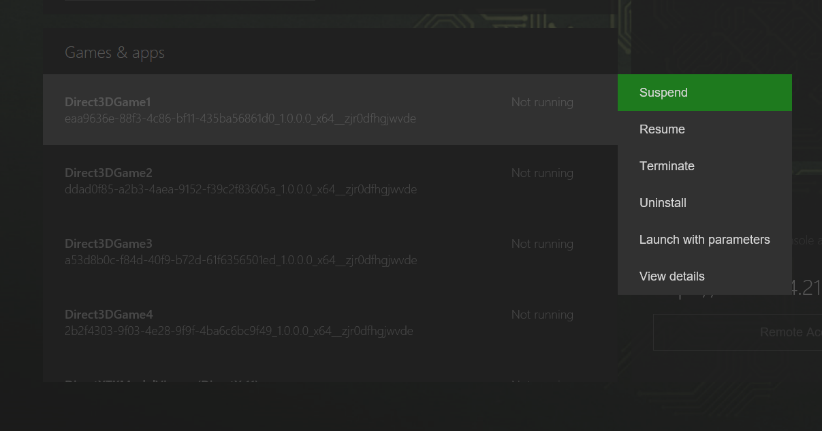 Games & apps
Direct3DGame1
Not running
eaa9636e-88f3-4c86-bf11-435ba56861d0_1.0.0.0_x64__zjr0dfhgjwvde
Direct3DGame2
Not running
ddad0f85-a2b3-4aea-9152-f39c2f83605a_1.0.0.0_x64__zjr0dfhgjwvde
Direct3DGame3
Not running
a53d8b0c-f84d-40f9-b72d-61f6356501ed_1.0.0.0_x64__zjr0dfhgjwvde
Direct3DGame4
Not running
2b2f4303-9f03-4e28-9f9f-4ba6c6bc9f49_1.0.0.0_x64__zjr0dfhgjwvde
Suspend
Resume
Terminate
Uninstall
Launch with parameters
View details
4.21
Remote Ac